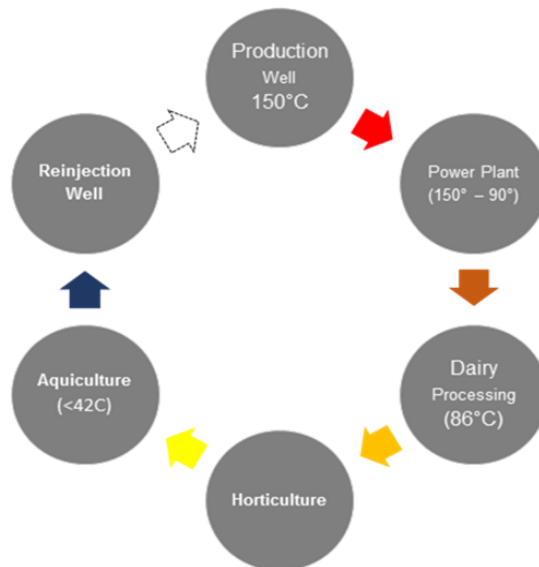 Production
Well
150°C
Power Plant
(150° – 90°)
Dairy
Processing
(86°C)
Horticulture
Aquiculture
(<42C)
Reinjection
Well